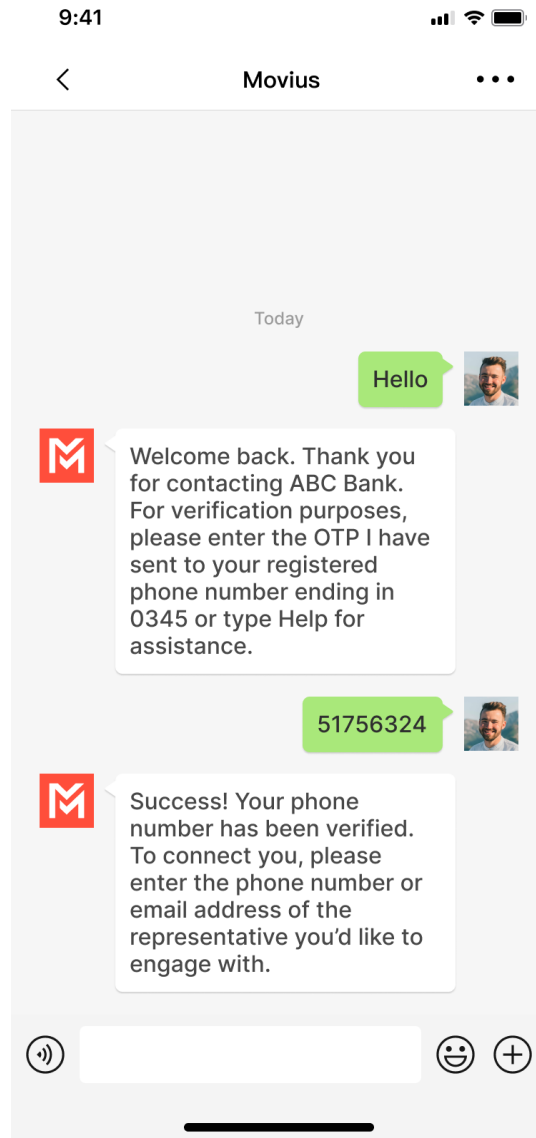 9:41
Movius
Today
Hello
Welcome back. Thank you
for contacting ABC Bank.
For verification purposes,
please enter the OTP I have
sent to your registered
phone number ending in
0345 or type Help for
assistance.
51756324
Success! Your phone
number has been verified.
To connect you, please
enter the phone number or
email address of the
representative you’d like to
engage with.